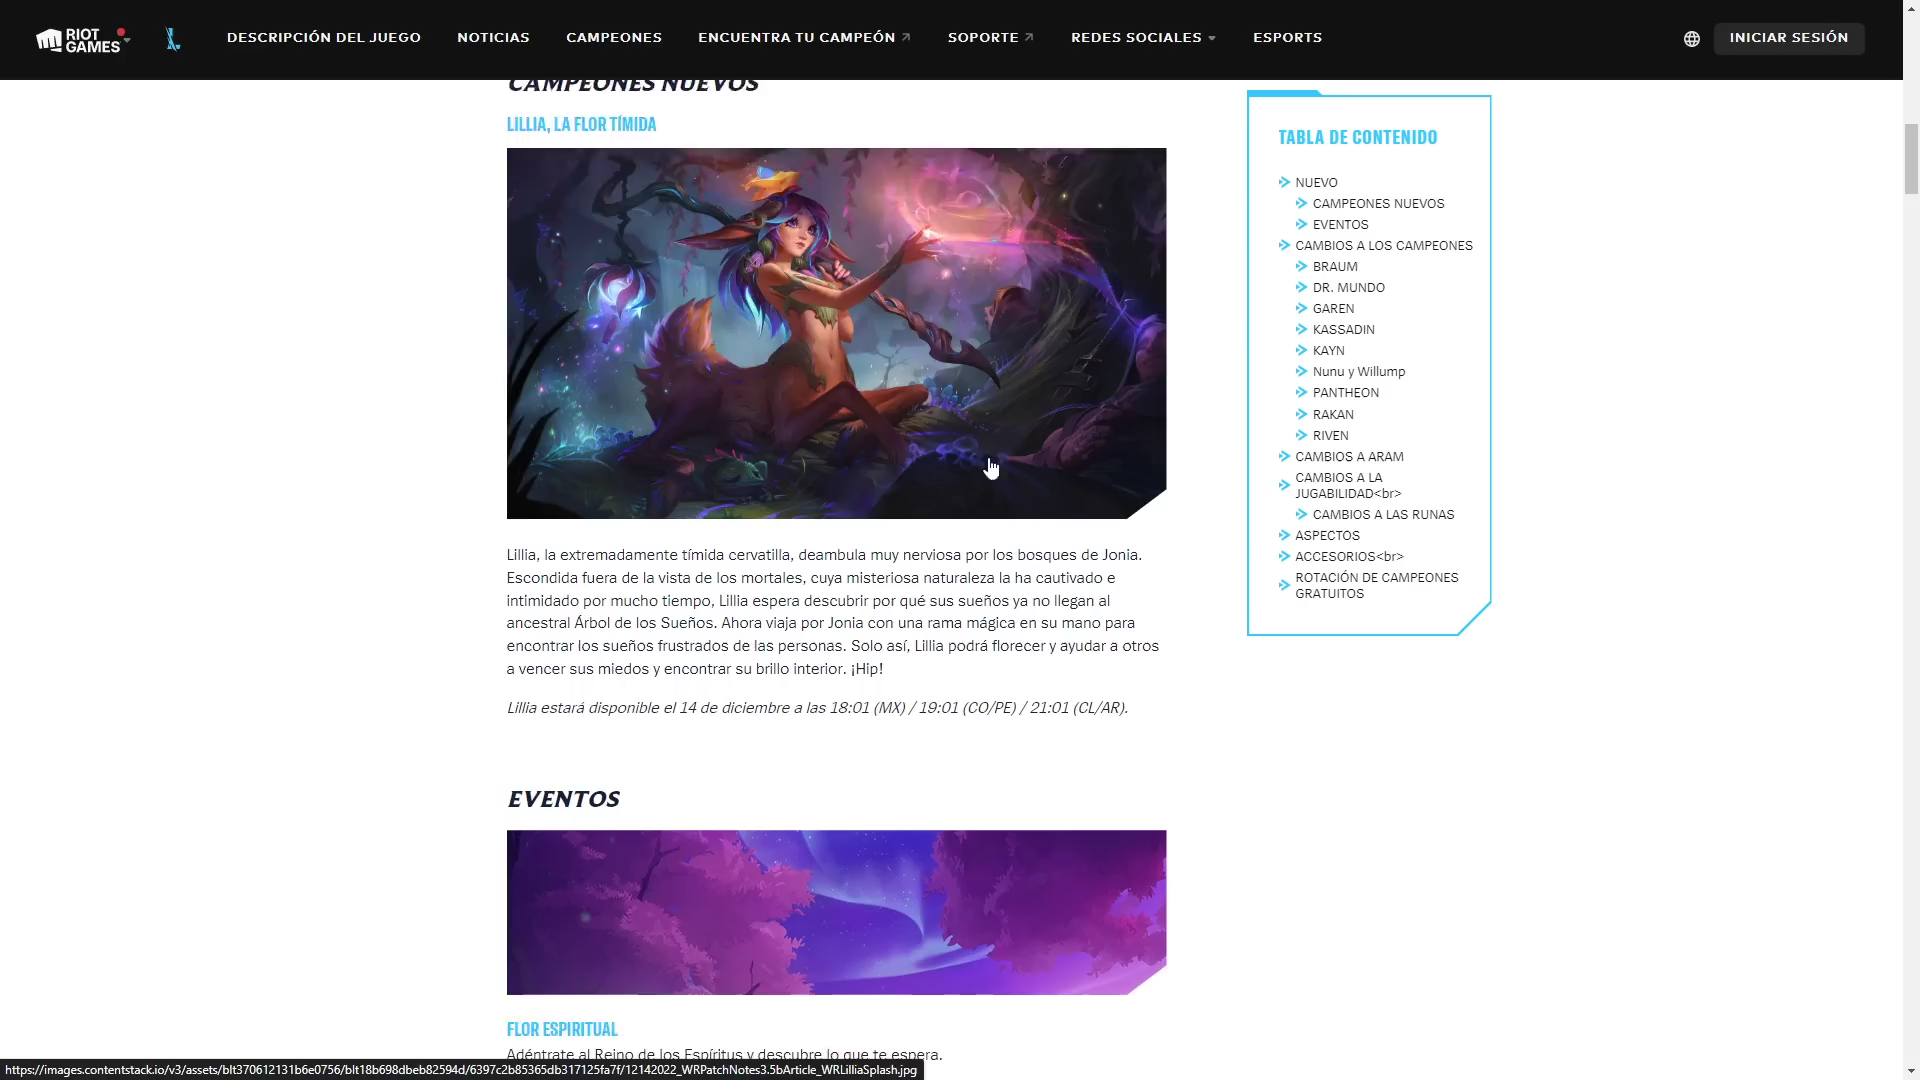 RIOT GAMES
DESCRIPCIÓN DEL JUEGO
NOTICIAS
CAMPEONES
ENCUENTRA TU CAMPEÓN
SOPORTE
REDES SOCIALES
ESPORTS
INICIAR SESIÓN
CAMPEONES NUEVOS
LILLIA, LA FLOR TÍMIDA
Lillia, la extremadamente tímida cervatilla, deambula muy nerviosa por los bosques de Jonia.
Escondida fuera de la vista de los mortales, cuya misteriosa naturaleza la ha cautivado e
intimidado por mucho tiempo, Lillia espera descubrir por qué sus sueños ya no llegan al
ancestral Árbol de los Sueños. Ahora viaja por Jonia con una rama mágica en su mano para
encontrar los sueños frustrados de las personas. Solo así, Lillia podrá florecer y ayudar a otros
a vencer sus miedos y encontrar su brillo interior. ¡Hip!
Lillia estará disponible el 14 de diciembre a las 18:01 (MX) / 19:01 (CO/PE) / 21:01 (CL/AR).
EVENTOS
FLOR ESPIRITUAL
Adéntrate al Reino de los Espíritus y descubre lo que te espera.
TABLA DE CONTENIDO
NUEVO
CAMPEONES NUEVOS
EVENTOS
CAMBIOS A LOS CAMPEONES
BRAUM
DR. MUNDO
GAREN
KASSADIN
KAYN
Nunu y Willump
PANTHEON
RAKAN
RIVEN
CAMBIOS A ARAM
CAMBIOS A LA
JUGABILIDAD<br>
CAMBIOS A LAS RUNAS
ASPECTOS
ACCESORIOS<br>
ROTACIÓN DE CAMPEONES
GRATUITOS
https://images.contentstack.io/v3/assets/blt370612131b6e0756/blt18b698dbeb82594d/6397c2b85365db317125fa7f/12142022_WRPatchNotes3.5bArticle_WRLilliaSplash.jpg